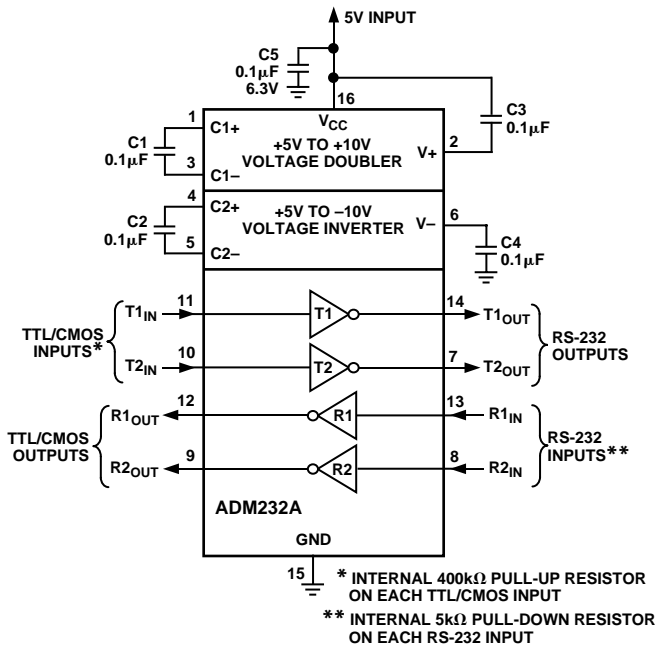 5V INPUT
C5
0.1μF
6.3V
16
C3
0.1μF
1
C1+
VCC
C1
0.1μF
+5V TO +10V
VOLTAGE DOUBLER
V+
2
3
C1–
4
C2+
C2
0.1μF
+5V TO –10V
VOLTAGE INVERTER
V–
6
5
C2–
C4
0.1μF
TTL/CMOS
INPUTS*
T1IN
11
T1
14
T1OUT
T2IN
10
T2
7
T2OUT
RS-232
OUTPUTS
TTL/CMOS
OUTPUTS
R1OUT
12
R1
13
R1IN
R2OUT
9
R2
8
R2IN
RS-232
INPUTS**
ADM232A
GND
15
* INTERNAL 400kΩ PULL-UP RESISTOR
ON EACH TTL/CMOS INPUT
** INTERNAL 5kΩ PULL-DOWN RESISTOR
ON EACH RS-232 INPUT